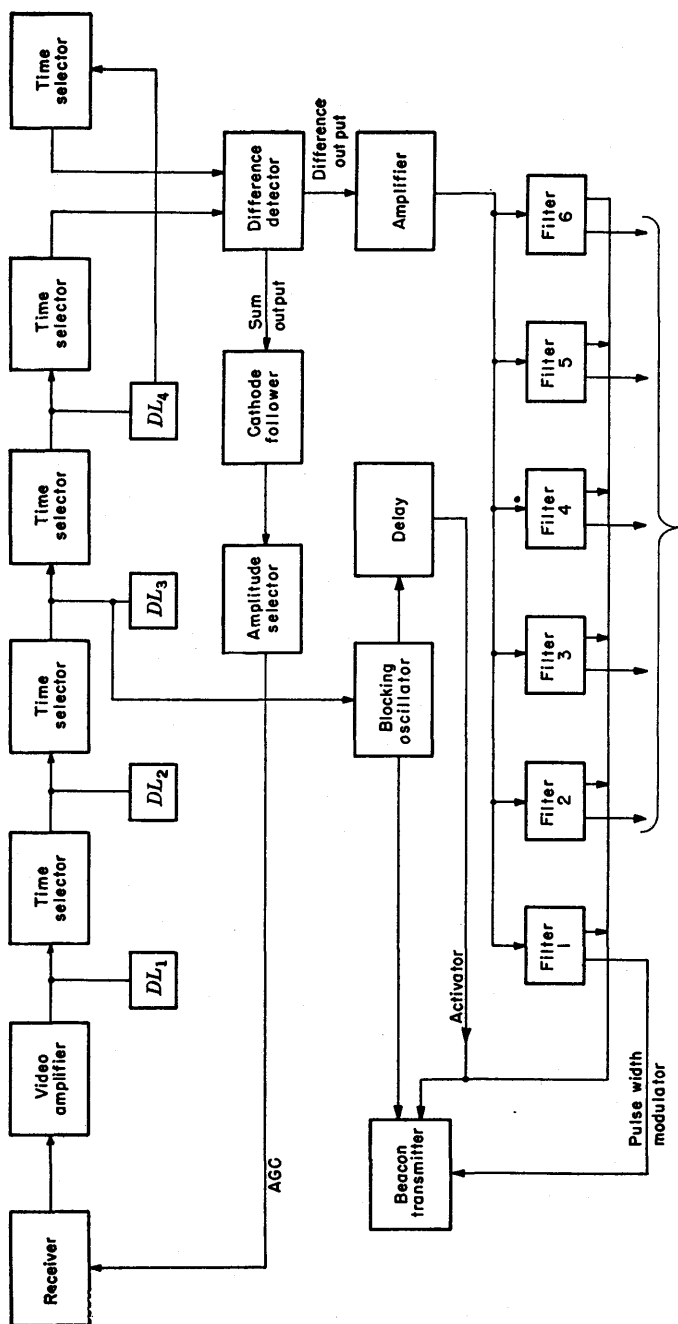 Receiver
Video
amplifier
DL1
Time
selector
DL2
Time
selector
DL3
Time
selector
DL4
Time
selector
Time
selector
AGC
Amplitude
selector
Cathode
follower
Sum
output
Difference
detector
Difference
output
Beacon
transmitter
Activator
Blocking
oscillator
Delay
Amplifier
Pulse width
modulator
Filter
1
Filter
2
Filter
3
Filter
4
Filter
5
Filter
6